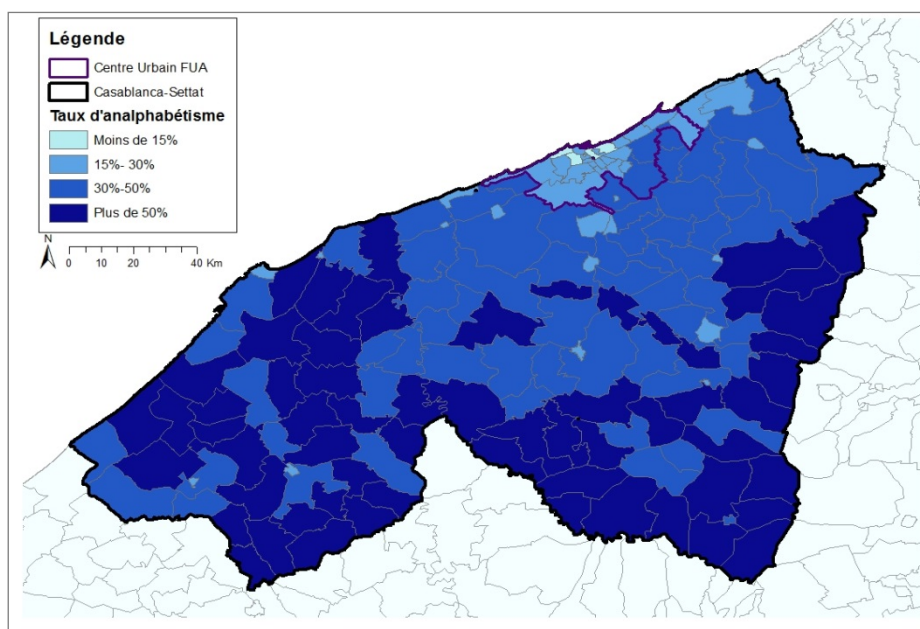 Légende
Centre Urbain FUA
Casablanca-Settat
Taux d'analphabétisme
Moins de 15%
15%- 30%
30%-50%
Plus de 50%
N
0 10 20 40 Km